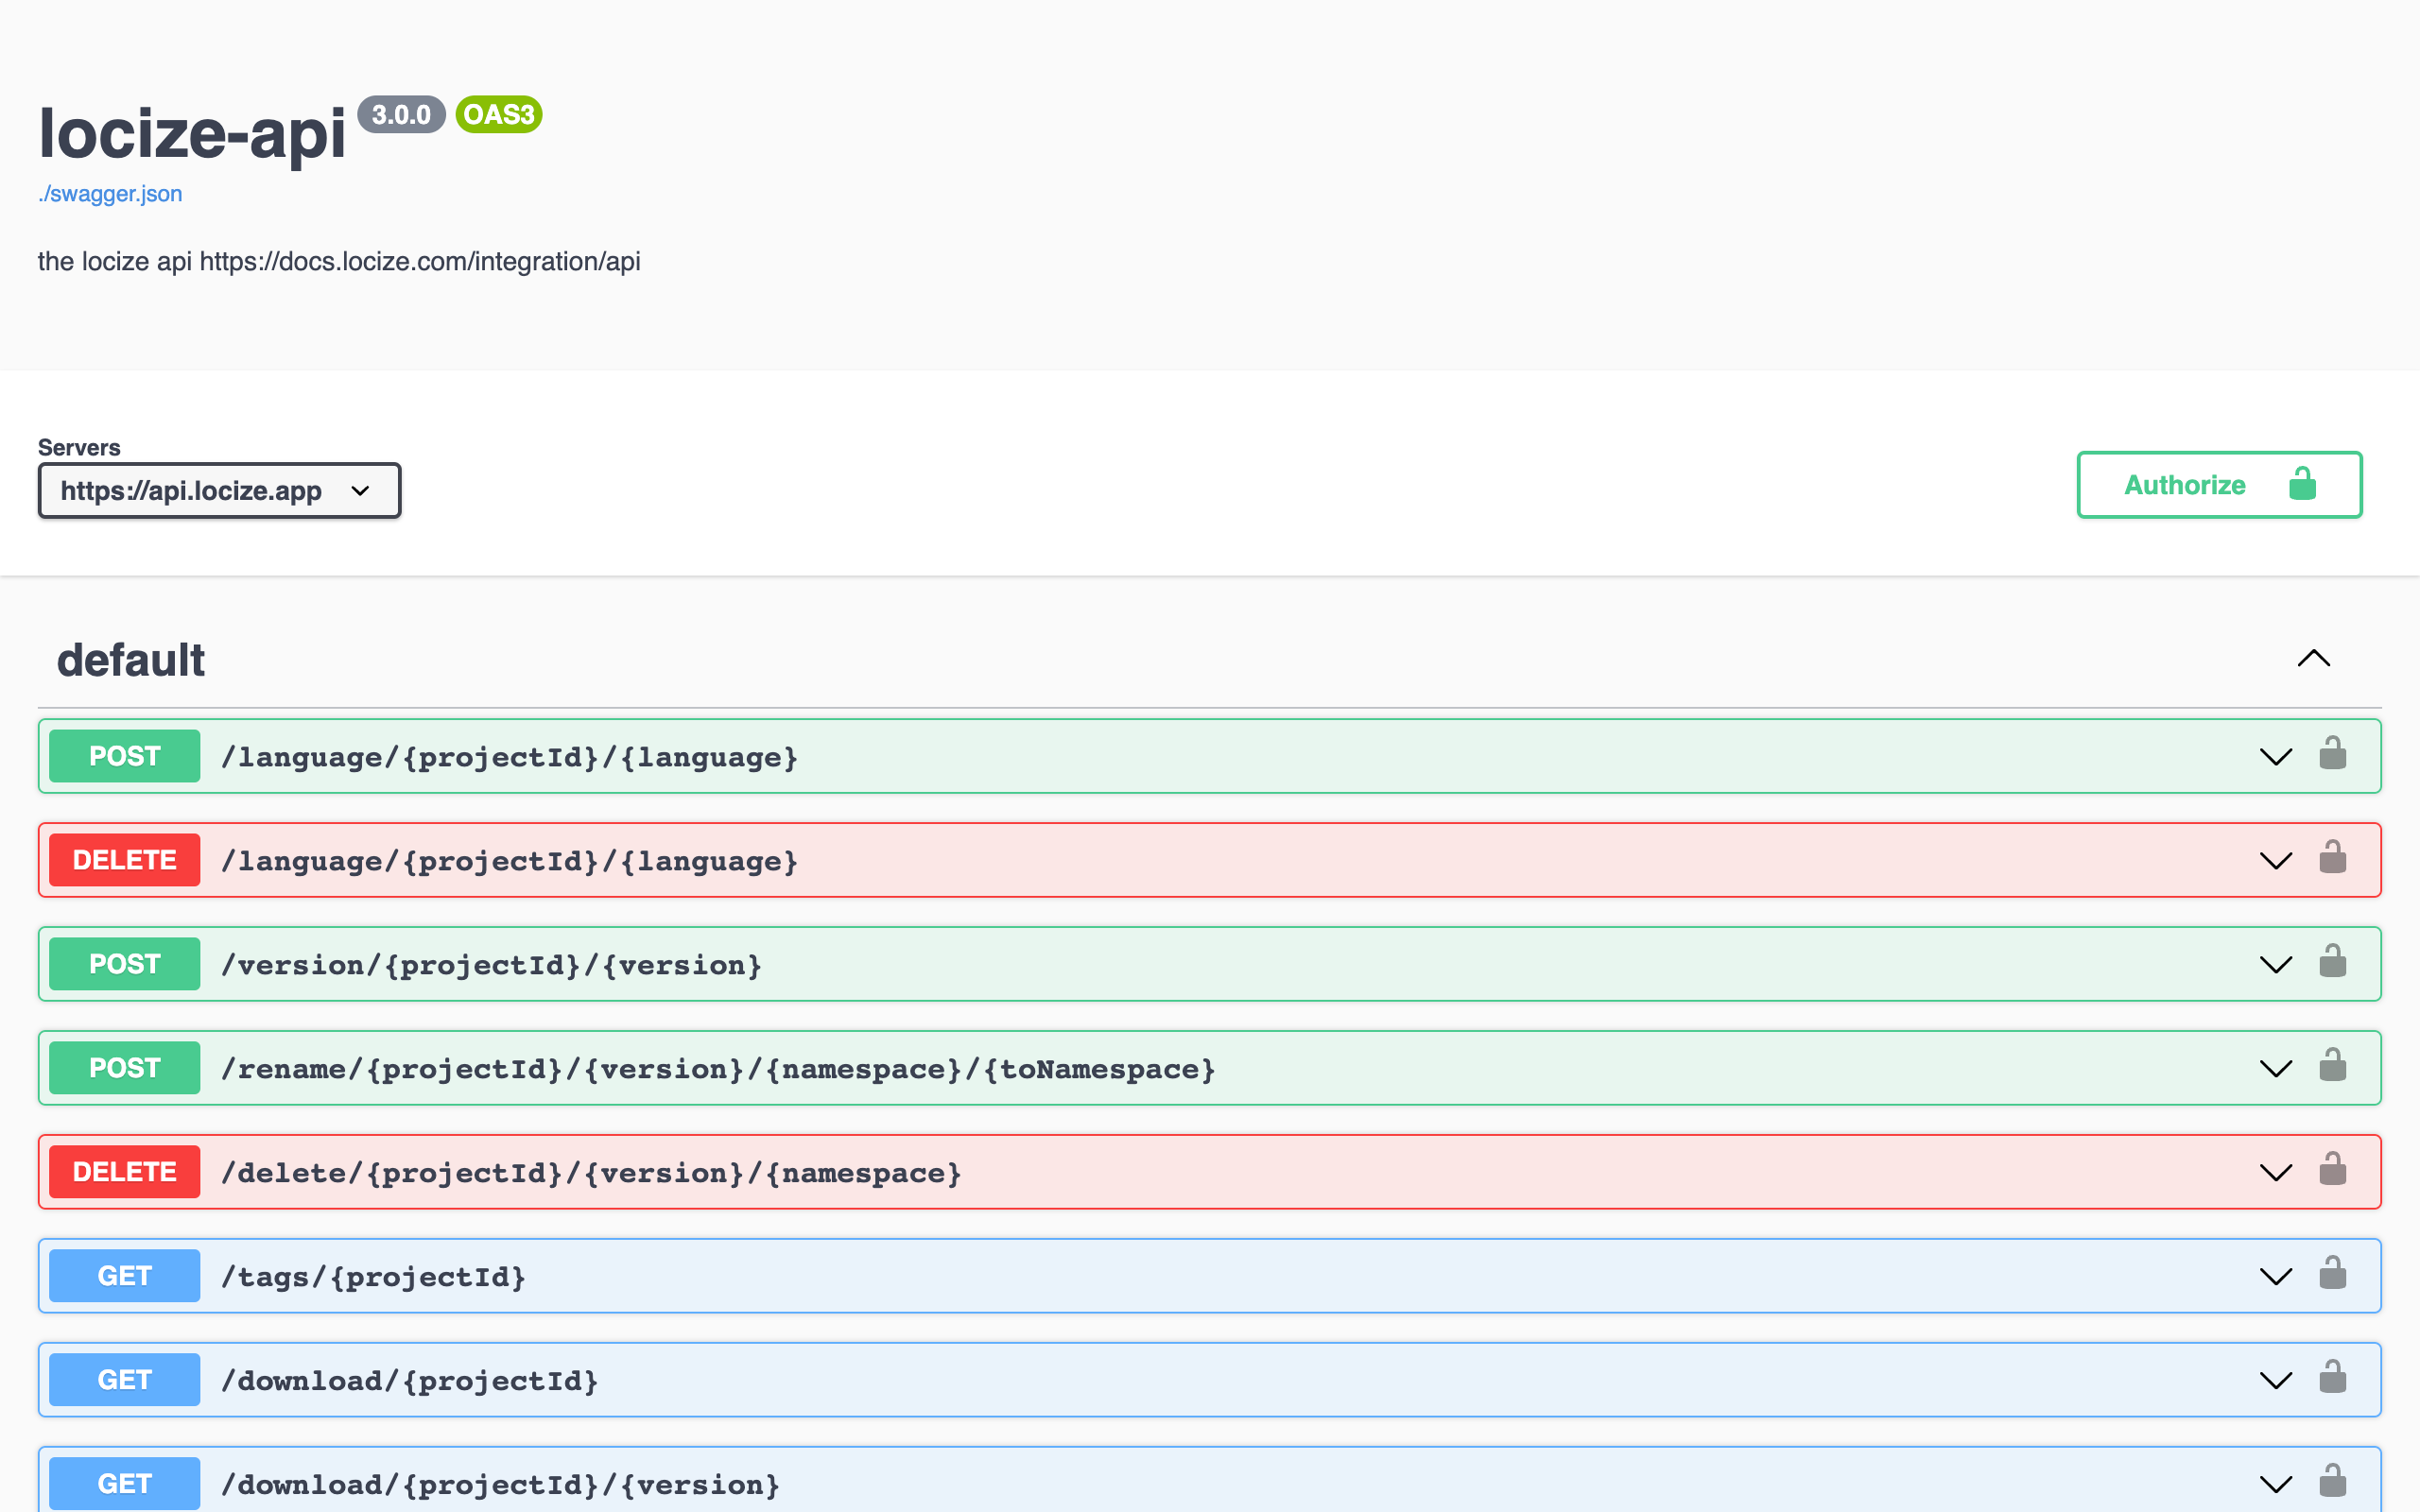 locize-api 3.0.0 OAS3
./swagger.json
the locize api https://docs.locize.com/integration/api
Servers
https://api.locize.app
Authorize
default
POST /language/{projectId}/{language}
DELETE /language/{projectId}/{language}
POST /version/{projectId}/{version}
POST /rename/{projectId}/{version}/{namespace}/{toNamespace}
DELETE /delete/{projectId}/{version}/{namespace}
GET /tags/{projectId}
GET /download/{projectId}
GET /download/{projectId}/{version}